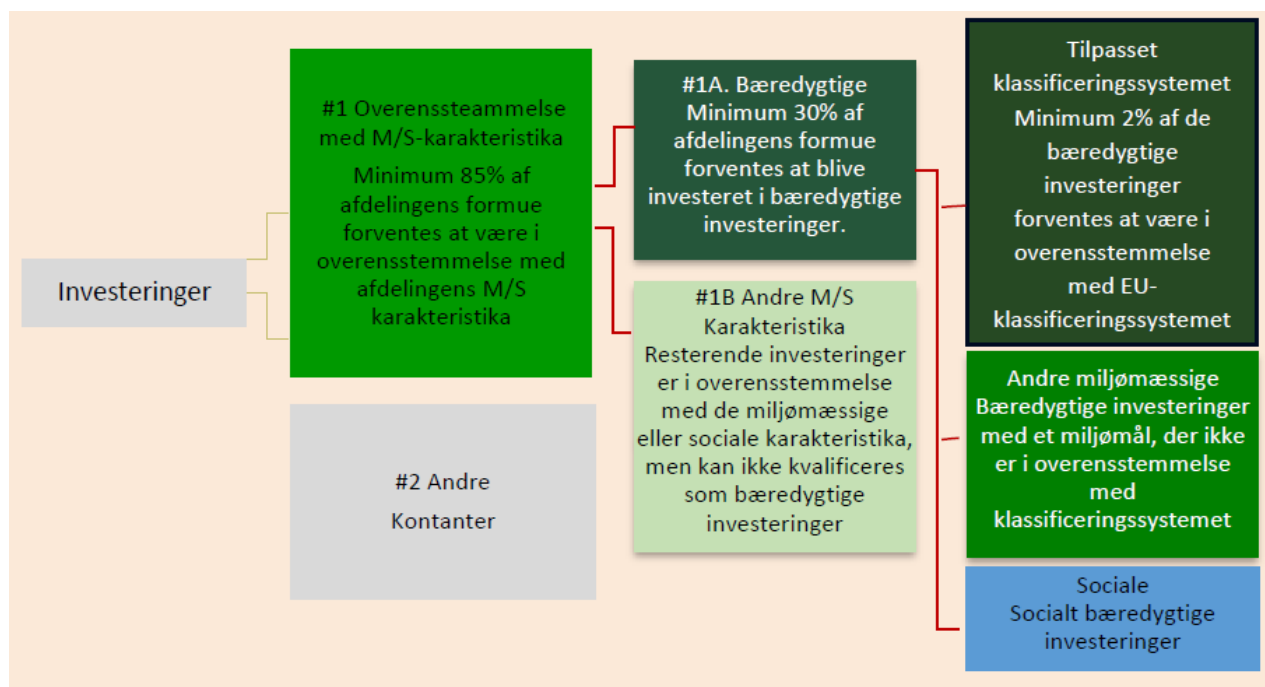 Investeringer
#1 Overenssteammelse
med M/S-karakteristika
Minimum 85% af
afdelingens formue
forventes at være i
overensstemmelse med
afdelingens M/S
karakteristika
#2 Andre
Kontanter
#1A. Bæredygtige
Minimum 30% af
afdelingens formue
forventes at blive
investeret i bæredygtige
investeringer.
#1B Andre M/S
Karakteristika
Resterende investeringer
er i overensstemmelse
med de miljømæssige
eller sociale karakteristika,
men kan ikke kvalificeres
som bæredygtige
investeringer
Tilpasset
klassificeringssystemet
Minimum 2% af de
bæredygtige
investeringer
forventes at være i
overensstemmelse
med EU-
klassificeringssystemet
Andre miljømæssige
Bæredygtige investeringer
med et miljømål, der ikke
er i overensstemmelse
med
klassificeringssystemet
Sociale
Socialt bæredygtige
investeringer